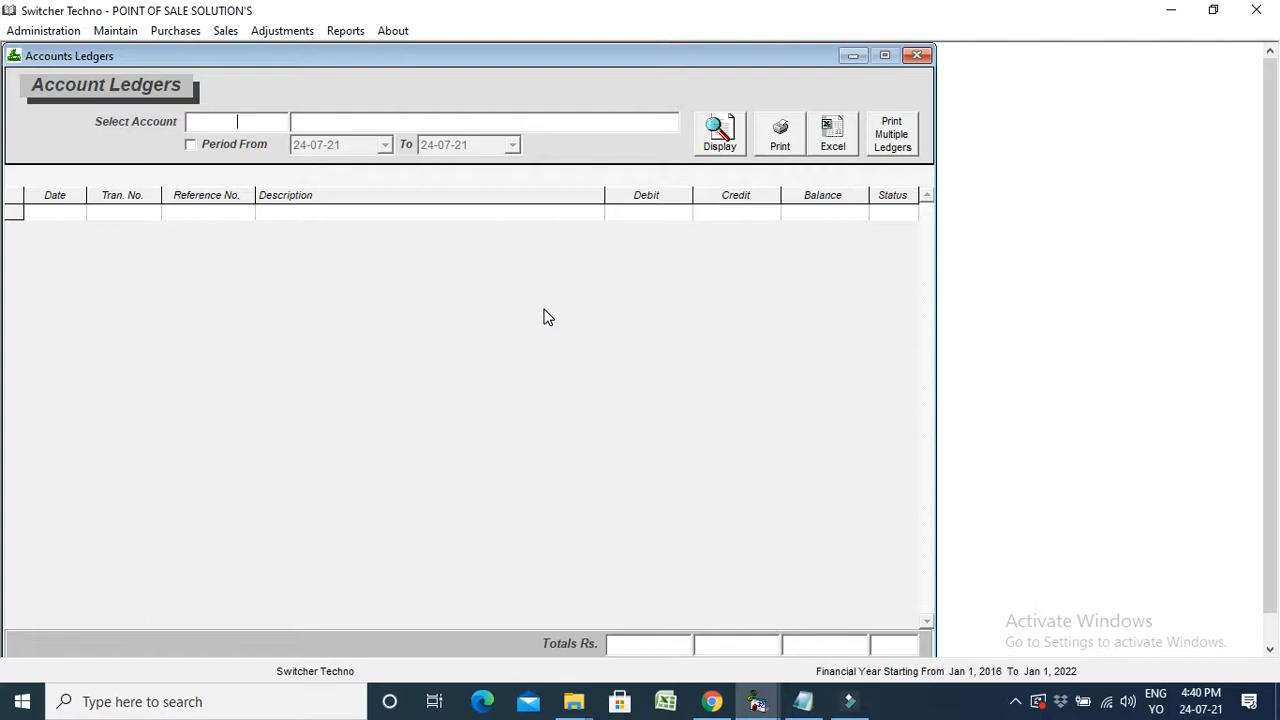 Switcher Techno - POINT OF SALE SOLUTION'S
Administration Maintain Purchases Sales Adjustments Reports About
Accounts Ledgers
Account Ledgers
Select Account
Period From 24-07-21 To 24-07-21
Display
Print
Excel
Print
Multiple
Ledgers
Date Tran. No. Reference No. Description Debit Credit Balance Status
Totals Rs.
Activate Windows
Go to Settings to activate Windows.
Switcher Techno Financial Year Starting From Jan 1, 2016 To Jan 1, 2022
Type here to search
ENG
YO
4:40 PM
24-07-21